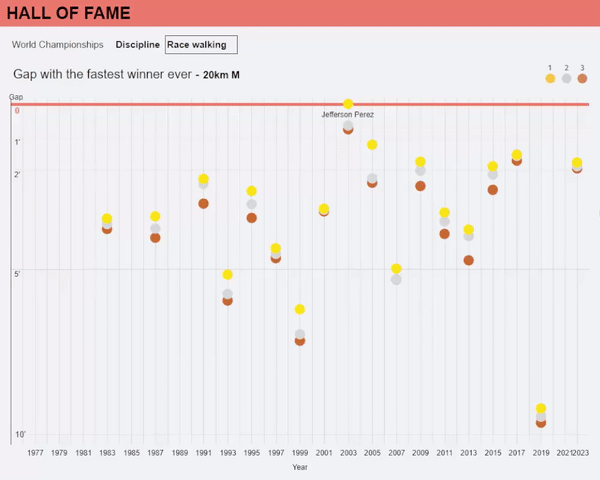 HALL OF FAME
World Championships Discipline Race walking
Gap with the fastest winner ever - 20km M
1 2 3
Gap
0
Jefferson Perez
1'
2'
5'
10'
1977 1979 1981 1983 1985 1987 1989 1991 1993 1995 1997 1999 2001 2003 2005 2007 2009 2011 2013 2015 2017 2019 2021 2023
Year